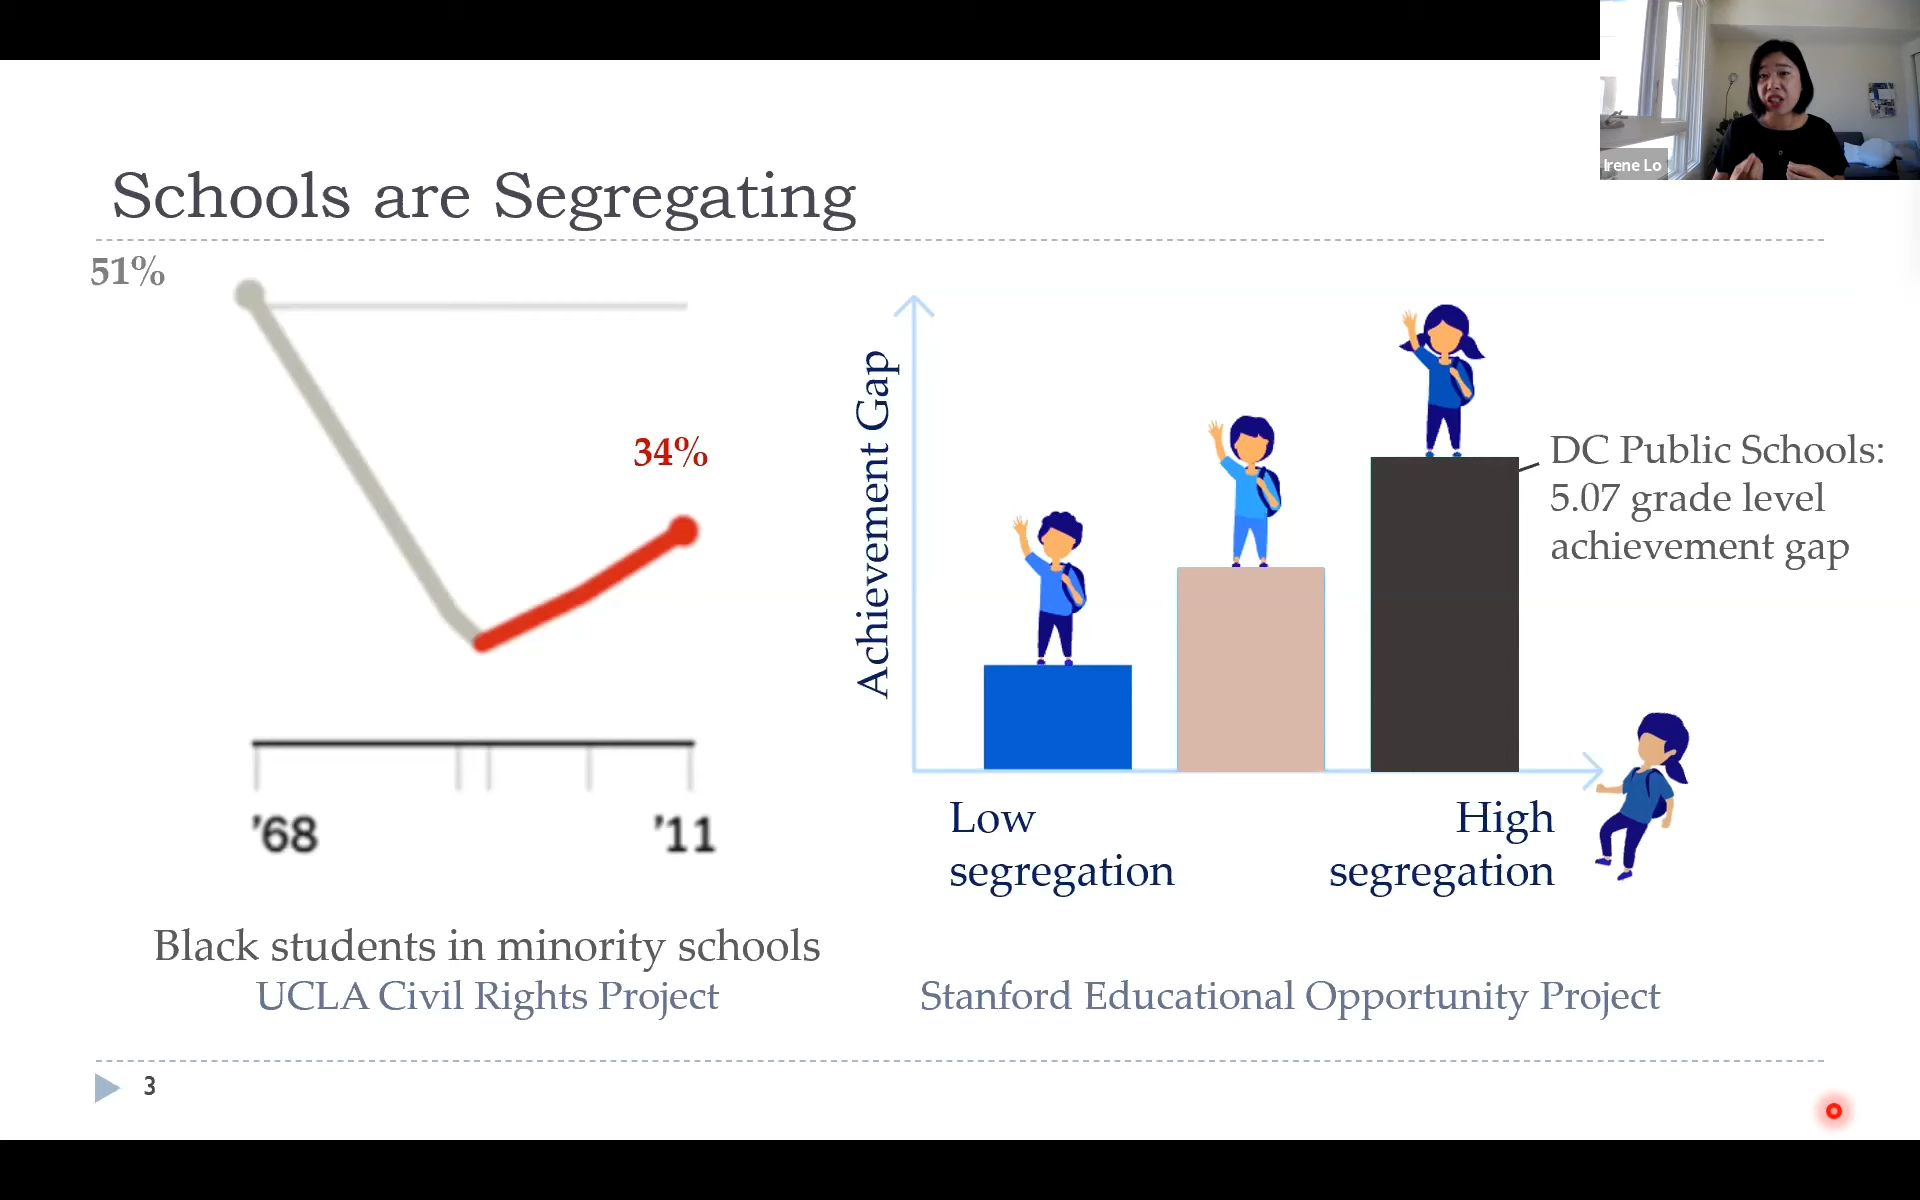 Irene Lo
Schools are Segregating
51%
34%
’68
’11
Black students in minority schools
UCLA Civil Rights Project
Achievement Gap
DC Public Schools:
5.07 grade level
achievement gap
Low
segregation
High
segregation
Stanford Educational Opportunity Project
3